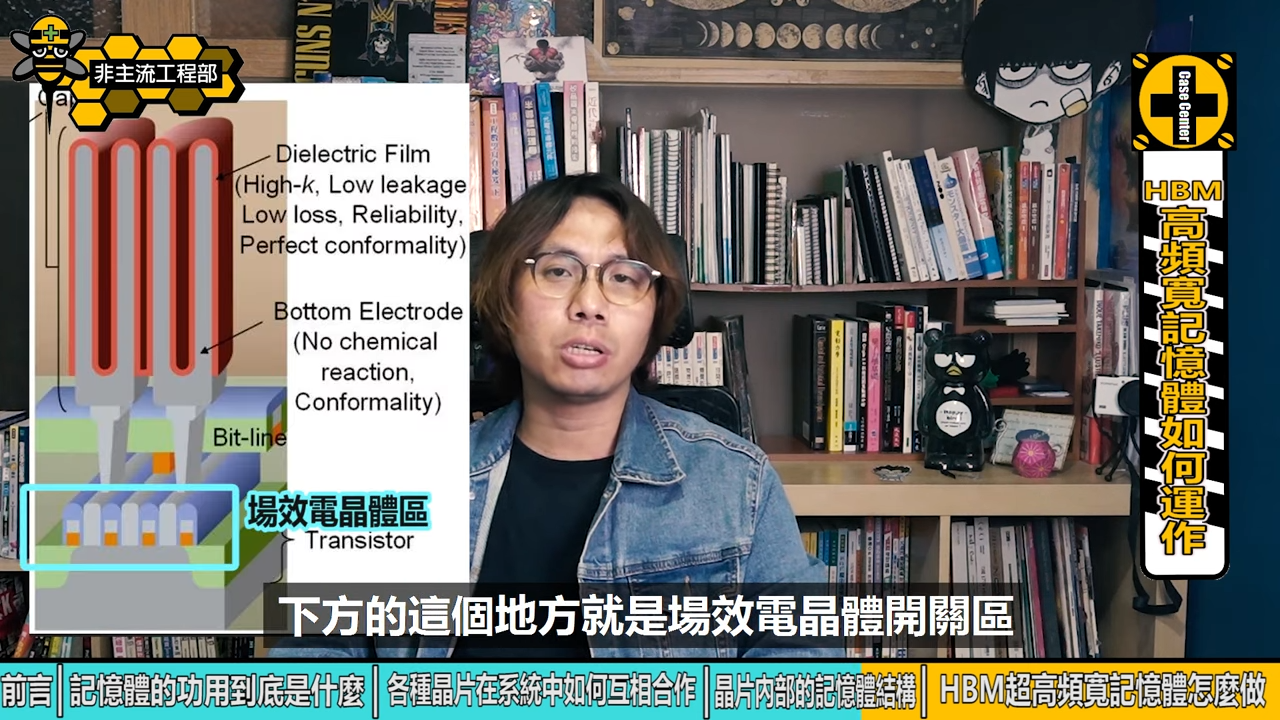 非主流工程部
GUNS N'
Cap
Dielectric Film
(High-k, Low leakage
Low loss, Reliability,
Perfect conformality)
Bottom Electrode
(No chemical
reaction,
Conformality)
Bit-line
場效電晶體區
Transistor
Case Center
HBM
高頻寬記憶體如何運作
下方的這個地方就是場效電晶體開關區
前言|記憶體的功用到底是什麼|各種晶片在系統中如何互相合作|晶片內部的記憶體結構|HBM超高頻寬記憶體怎麼做